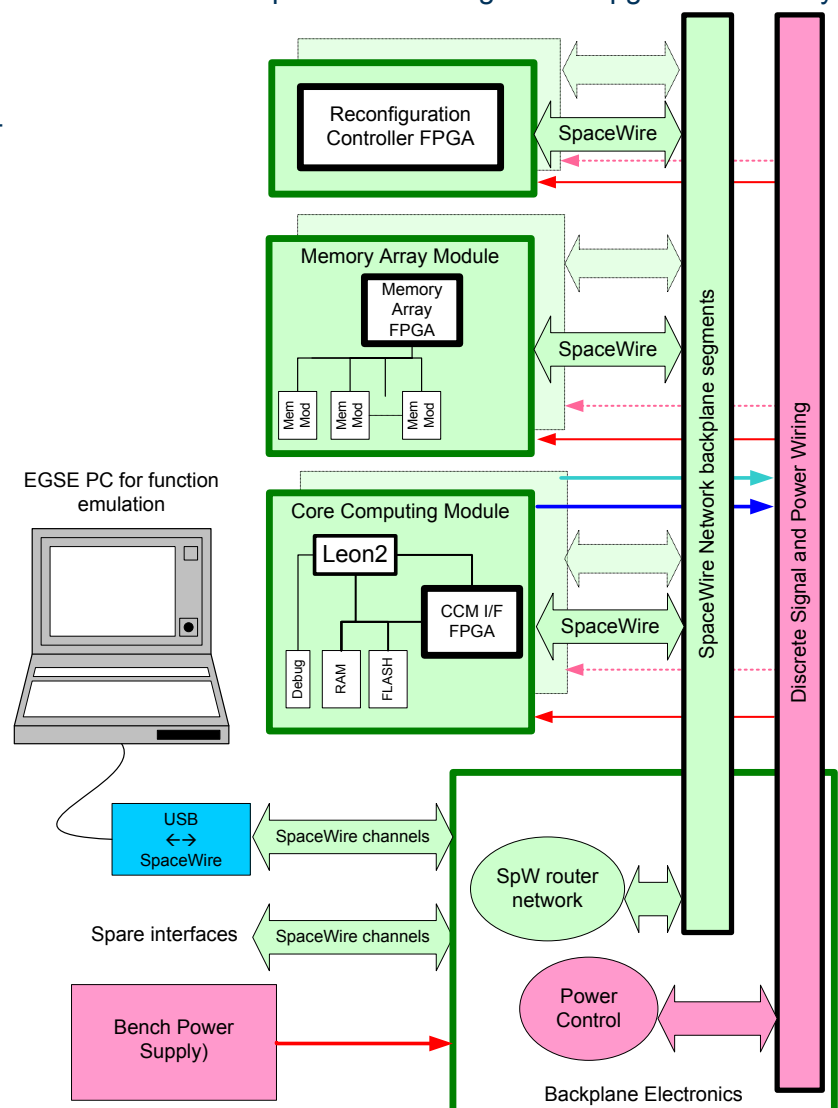 Reconfiguration
Controller FPGA
SpaceWire
Memory Array Module
Memory
Array
FPGA
Mem
Mod
Mem
Mod
Mem
Mod
SpaceWire
EGSE PC for function
emulation
Core Computing Module
Leon2
CCM I/F
FPGA
Debug
RAM
FLASH
SpaceWire
SpaceWire Network backplane segments
Discrete Signal and Power Wiring
USB
←→
SpaceWire
SpaceWire channels
SpW router
network
Spare interfaces
SpaceWire channels
Bench Power
Supply)
Power
Control
Backplane Electronics